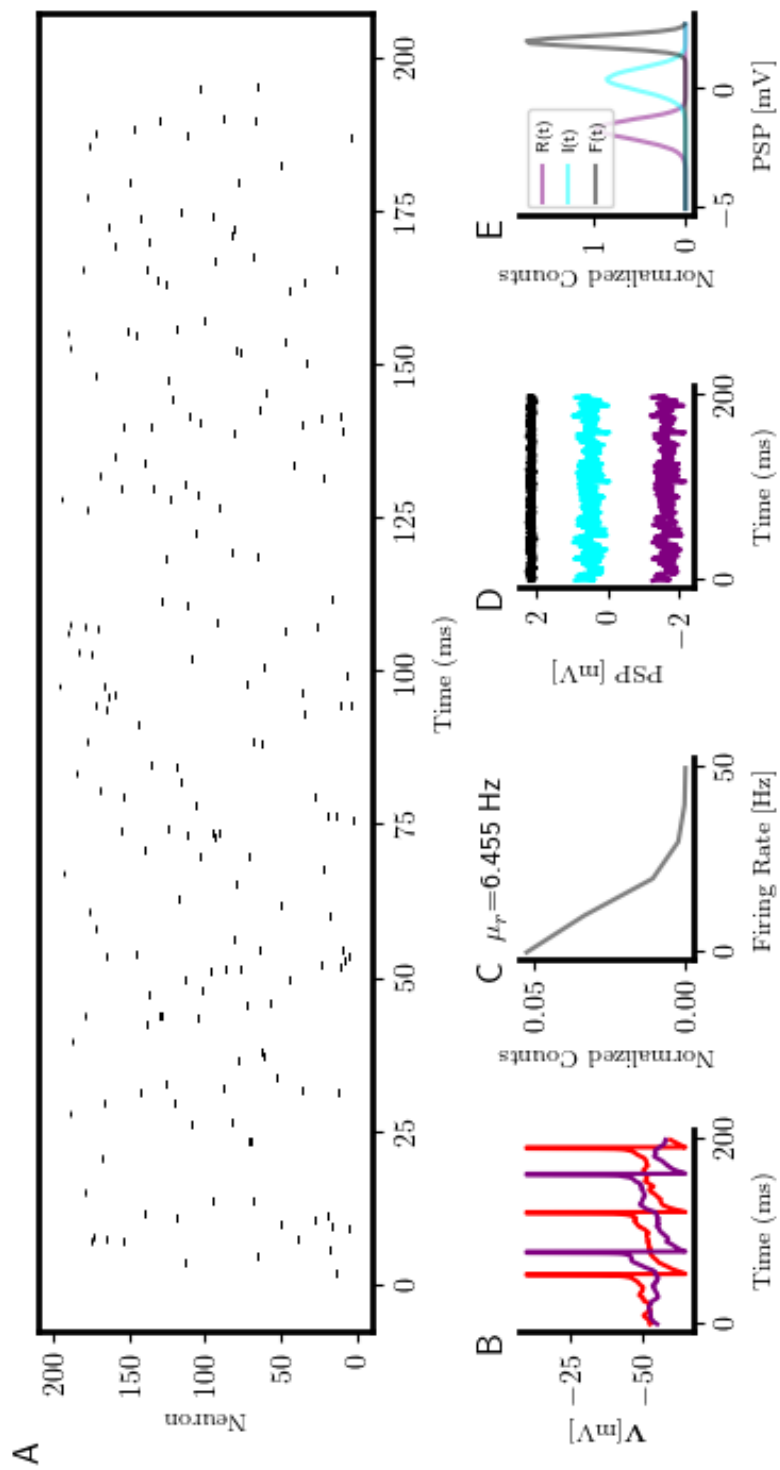 A
200
150
100
50
0
Neuron
0
25
50
75
100
125
150
175
200
Time (ms)
B
−25
−50
V[mV]
0
200
Time (ms)
C
μr=6.455 Hz
0.05
0.00
Normalized Counts
0
50
Firing Rate [Hz]
D
2
0
−2
PSP [mV]
0
200
Time (ms)
E
1
0
Normalized Counts
R(t)
I(t)
F(t)
−5
0
PSP [mV]